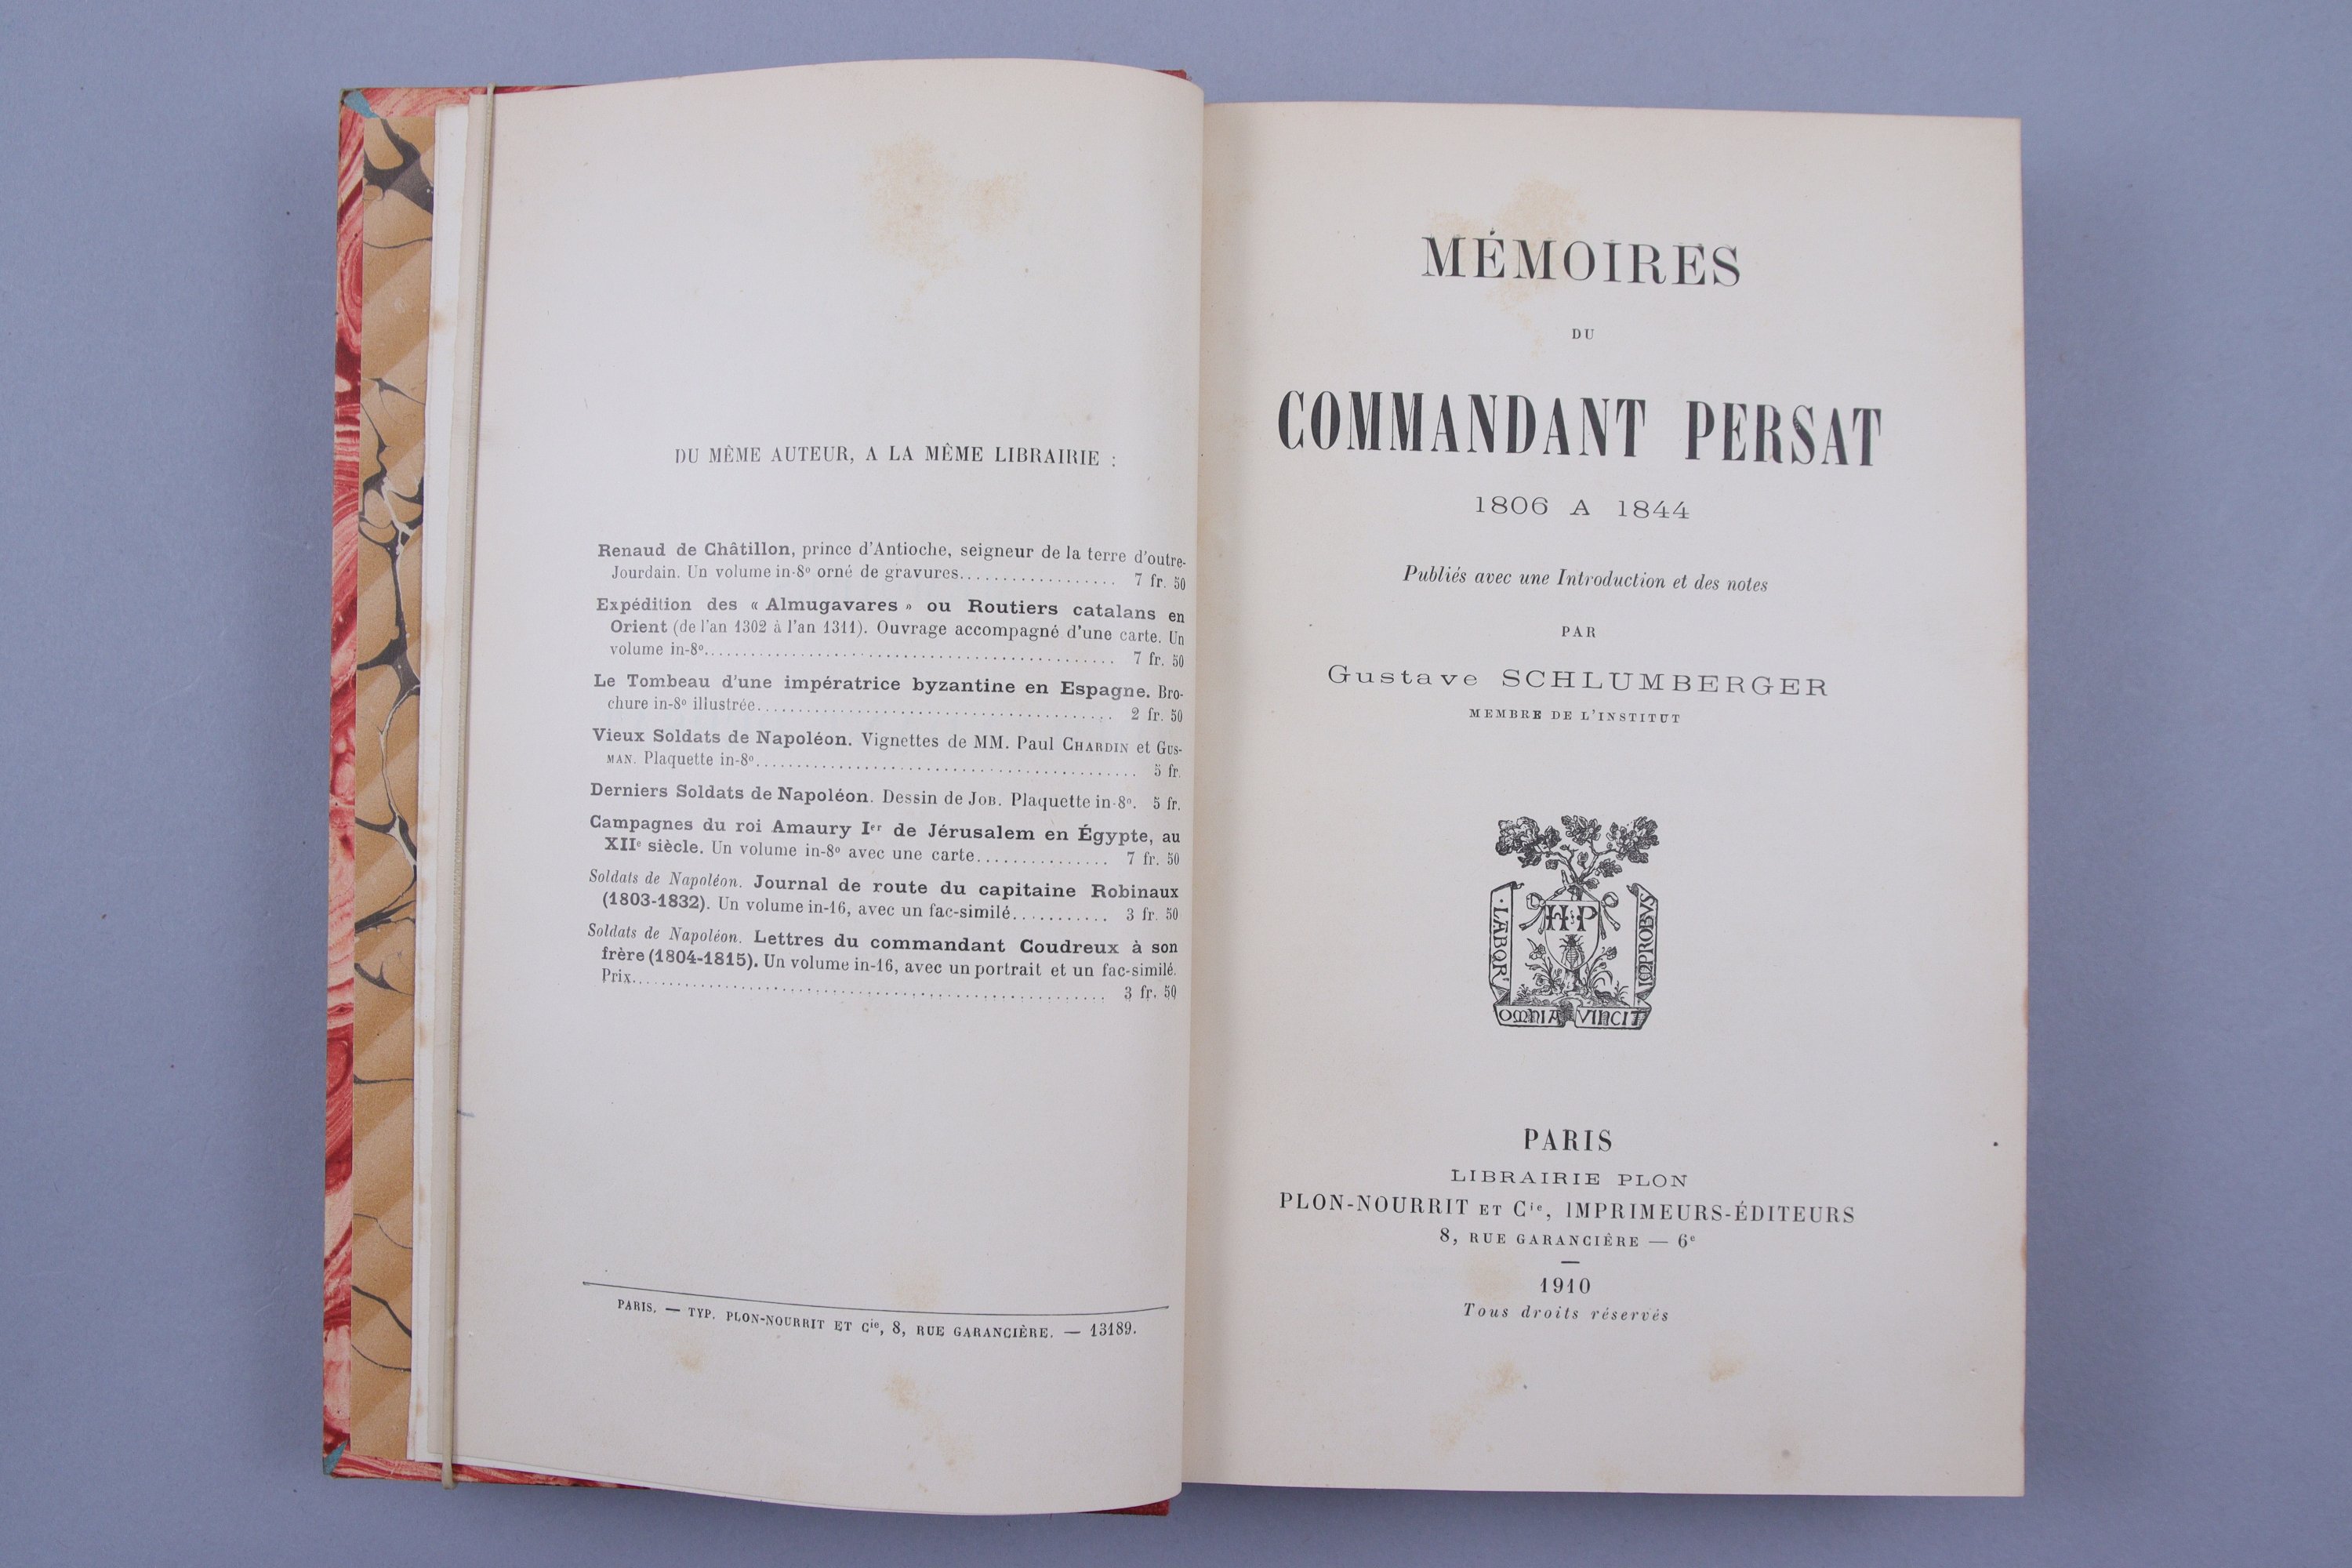 DU MÊME AUTEUR, A LA MÊME LIBRAIRIE :
Renaud de Châtillon, prince d'Antioche, seigneur de la terre d'outre-
Jourdain. Un volume in-8º orné de gravures.................. 7 fr. 50
Expédition des « Almugavares » ou Routiers catalans en
Orient (de l'an 1302 à l'an 1311). Ouvrage accompagné d'une carte. Un
volume in-8º................................................ 7 fr. 50
Le Tombeau d'une impératrice byzantine en Espagne. Bro-
chure in-8º illustrée.......................................... 2 fr. 50
Vieux Soldats de Napoléon. Vignettes de MM. Paul CHARDIN et GUS-
MAN. Plaquette in-8º............................................. 5 fr.
Derniers Soldats de Napoléon. Dessin de JOB. Plaquette in-8º. 5 fr.
Campagnes du roi Amaury Iᵉʳ de Jérusalem en Égypte, au
XIIᵉ siècle. Un volume in-8º avec une carte............... 7 fr. 50
Soldats de Napoléon. Journal de route du capitaine Robinaux
(1803-1832). Un volume in-16, avec un fac-similé........... 3 fr. 50
Soldats de Napoléon. Lettres du commandant Coudreux à son
frère (1804-1815). Un volume in-16, avec un portrait et un fac-similé.
Prix........................................................ 3 fr. 50
PARIS. — TYP. PLON-NOURRIT ET Cⁱᵉ, 8, RUE GARANCIÈRE. — 13189.
MÉMOIRES
DU
COMMANDANT PERSAT
1806 A 1844
Publiés avec une Introduction et des notes
PAR
Gustave SCHLUMBERGER
MEMBRE DE L'INSTITUT
H P
LABOR
IMPROBVS
OMNIA VINCIT
PARIS
LIBRAIRIE PLON
PLON-NOURRIT ET Cⁱᵉ, IMPRIMEURS-ÉDITEURS
8, RUE GARANCIÈRE — 6ᵉ
1910
Tous droits réservés